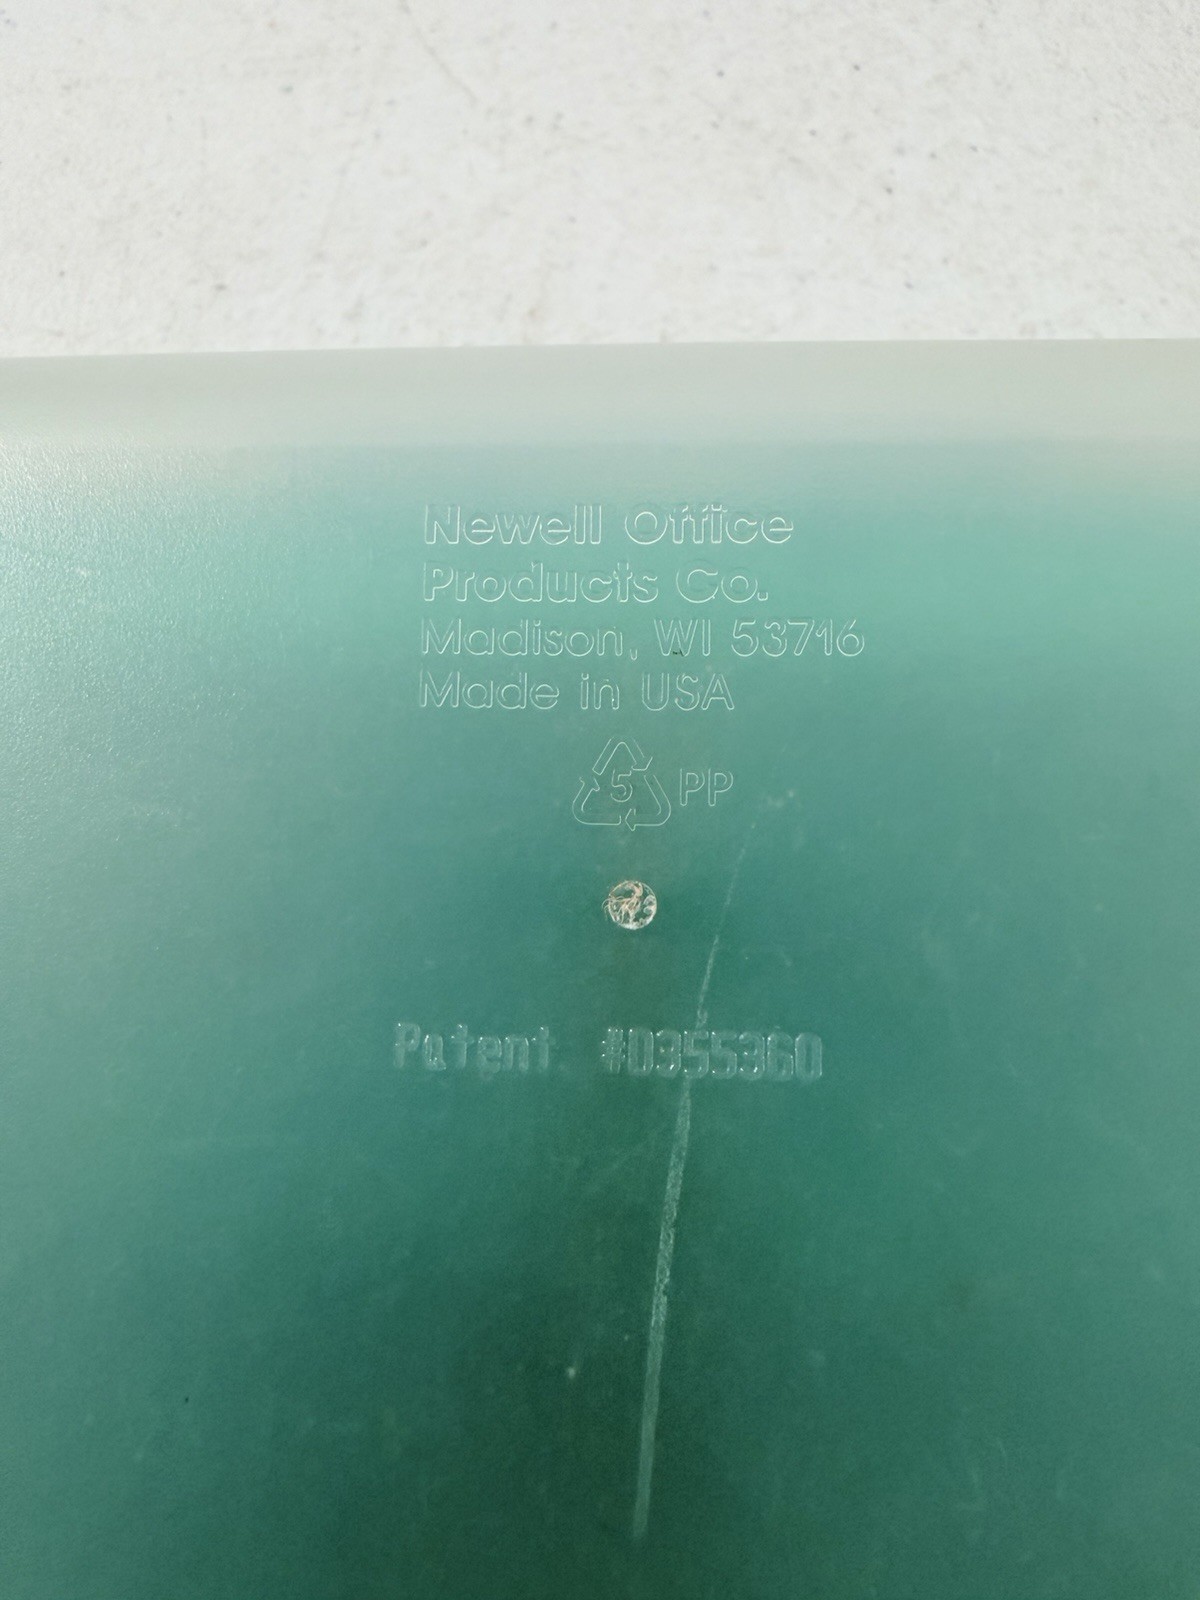 Newell Office
Products Co.
Madison, WI 53716
Made in USA
5 PP
Patent #D355360